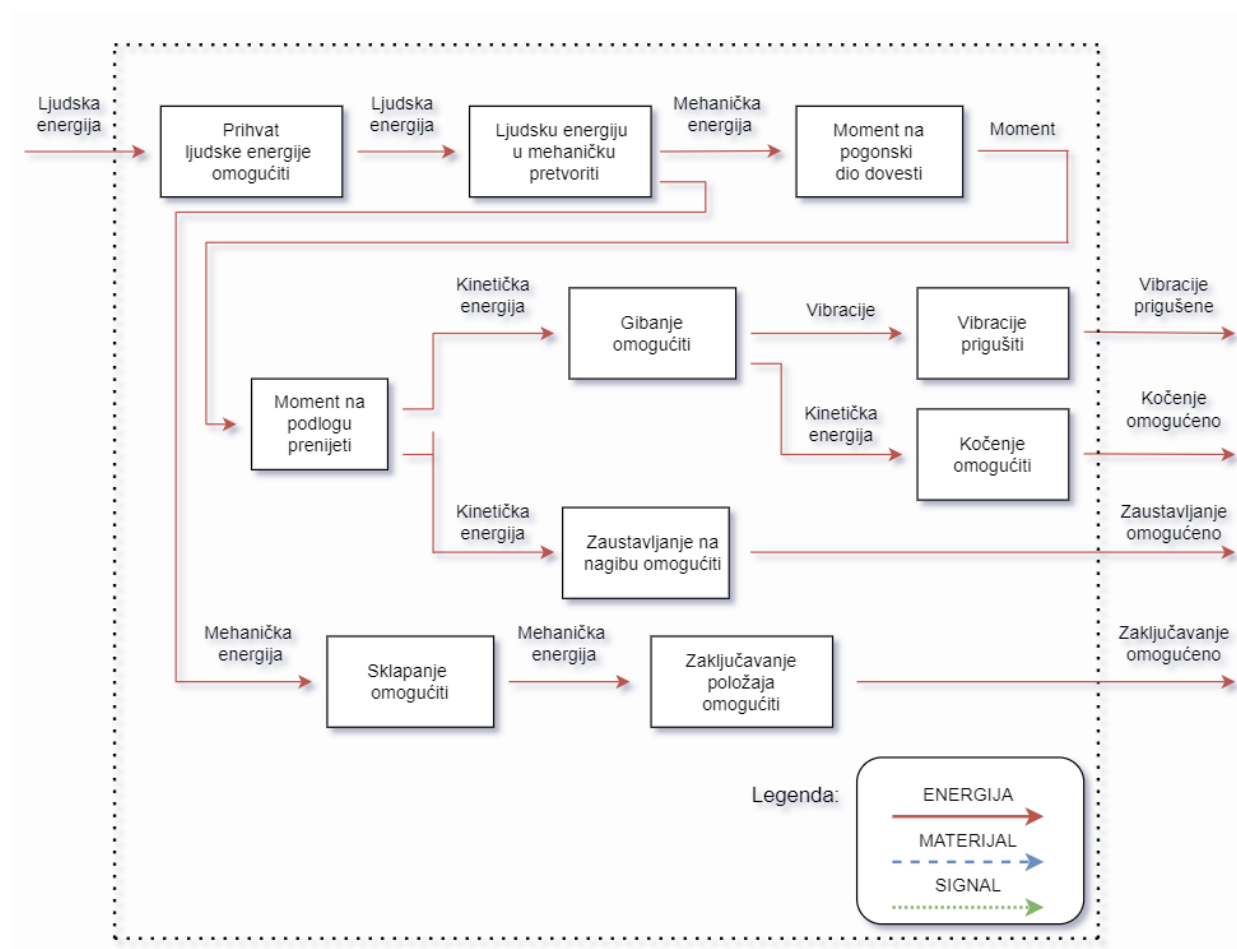 Ljudska
energija
Prihvat
ljudske energije
omogućiti
Ljudska
energija
Ljudsku energiju
u mehaničku
pretvoriti
Mehanička
energija
Moment na
pogonski
dio dovesti
Moment
Kinetička
energija
Gibanje
omogućiti
Vibracije
Vibracije
prigušiti
Vibracije
prigušene
Moment na
podlogu
prenijeti
Kinetička
energija
Kočenje
omogućiti
Kočenje
omogućeno
Kinetička
energija
Zaustavljanje na
nagibu omogućiti
Zaustavljanje
omogućeno
Mehanička
energija
Sklapanje
omogućiti
Mehanička
energija
Zaključavanje
položaja
omogućiti
Zaključavanje
omogućeno
Legenda:
ENERGIJA
MATERIJAL
SIGNAL